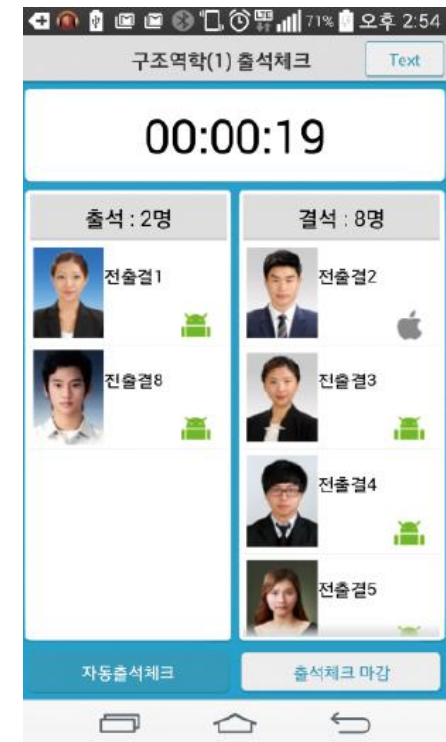 71% 오후 2:54
구조역학(1) 출석체크 Text
00:00:19
출석 : 2명
전출결1
전출결8
결석 : 8명
전출결2
전출결3
전출결4
전출결5
자동출석체크 출석체크 마감